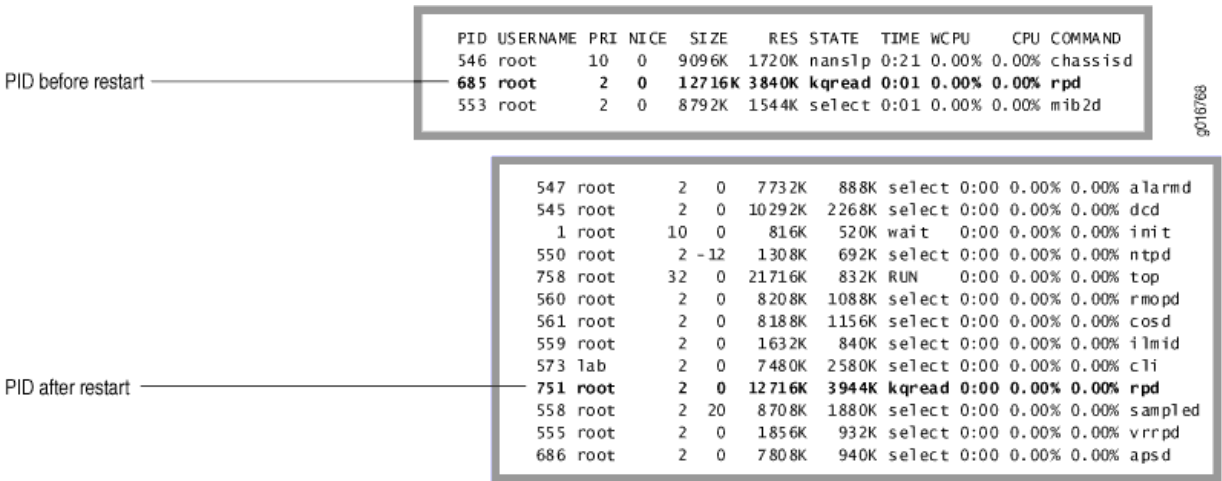 PID USERNAME PRI NICE SIZE RES STATE TIME WCPU CPU COMMAND
546 root 10 0 9096K 1720K nanslp 0:21 0.00% 0.00% chassisd
PID before restart
685 root 2 0 12716K 3840K kqread 0:01 0.00% 0.00% rpd
553 root 2 0 8792K 1544K select 0:01 0.00% 0.00% mib2d
g016768
547 root 2 0 7732K 888K select 0:00 0.00% 0.00% alarmd
545 root 2 0 10292K 2268K select 0:00 0.00% 0.00% dcd
1 root 10 0 816K 520K wait 0:00 0.00% 0.00% init
550 root 2 -12 1308K 692K select 0:00 0.00% 0.00% ntpd
758 root 32 0 21716K 832K RUN 0:00 0.00% 0.00% top
560 root 2 0 8208K 1088K select 0:00 0.00% 0.00% rmopd
561 root 2 0 8188K 1156K select 0:00 0.00% 0.00% cosd
559 root 2 0 1632K 840K select 0:00 0.00% 0.00% ilmid
573 lab 2 0 7480K 2580K select 0:00 0.00% 0.00% cli
PID after restart
751 root 2 0 12716K 3944K kqread 0:00 0.00% 0.00% rpd
558 root 2 20 8708K 1880K select 0:00 0.00% 0.00% sampled
555 root 2 0 1856K 932K select 0:00 0.00% 0.00% vrrpd
686 root 2 0 7808K 940K select 0:00 0.00% 0.00% apsd